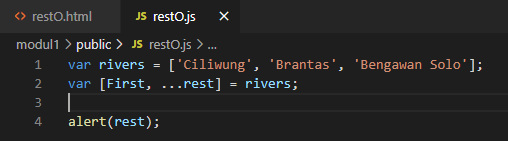 restO.html JS restO.js
modul1 > public > JS restO.js > ...
1 var rivers = ['Ciliwung', 'Brantas', 'Bengawan Solo'];
2 var [First, ...rest] = rivers;
3
4 alert(rest);